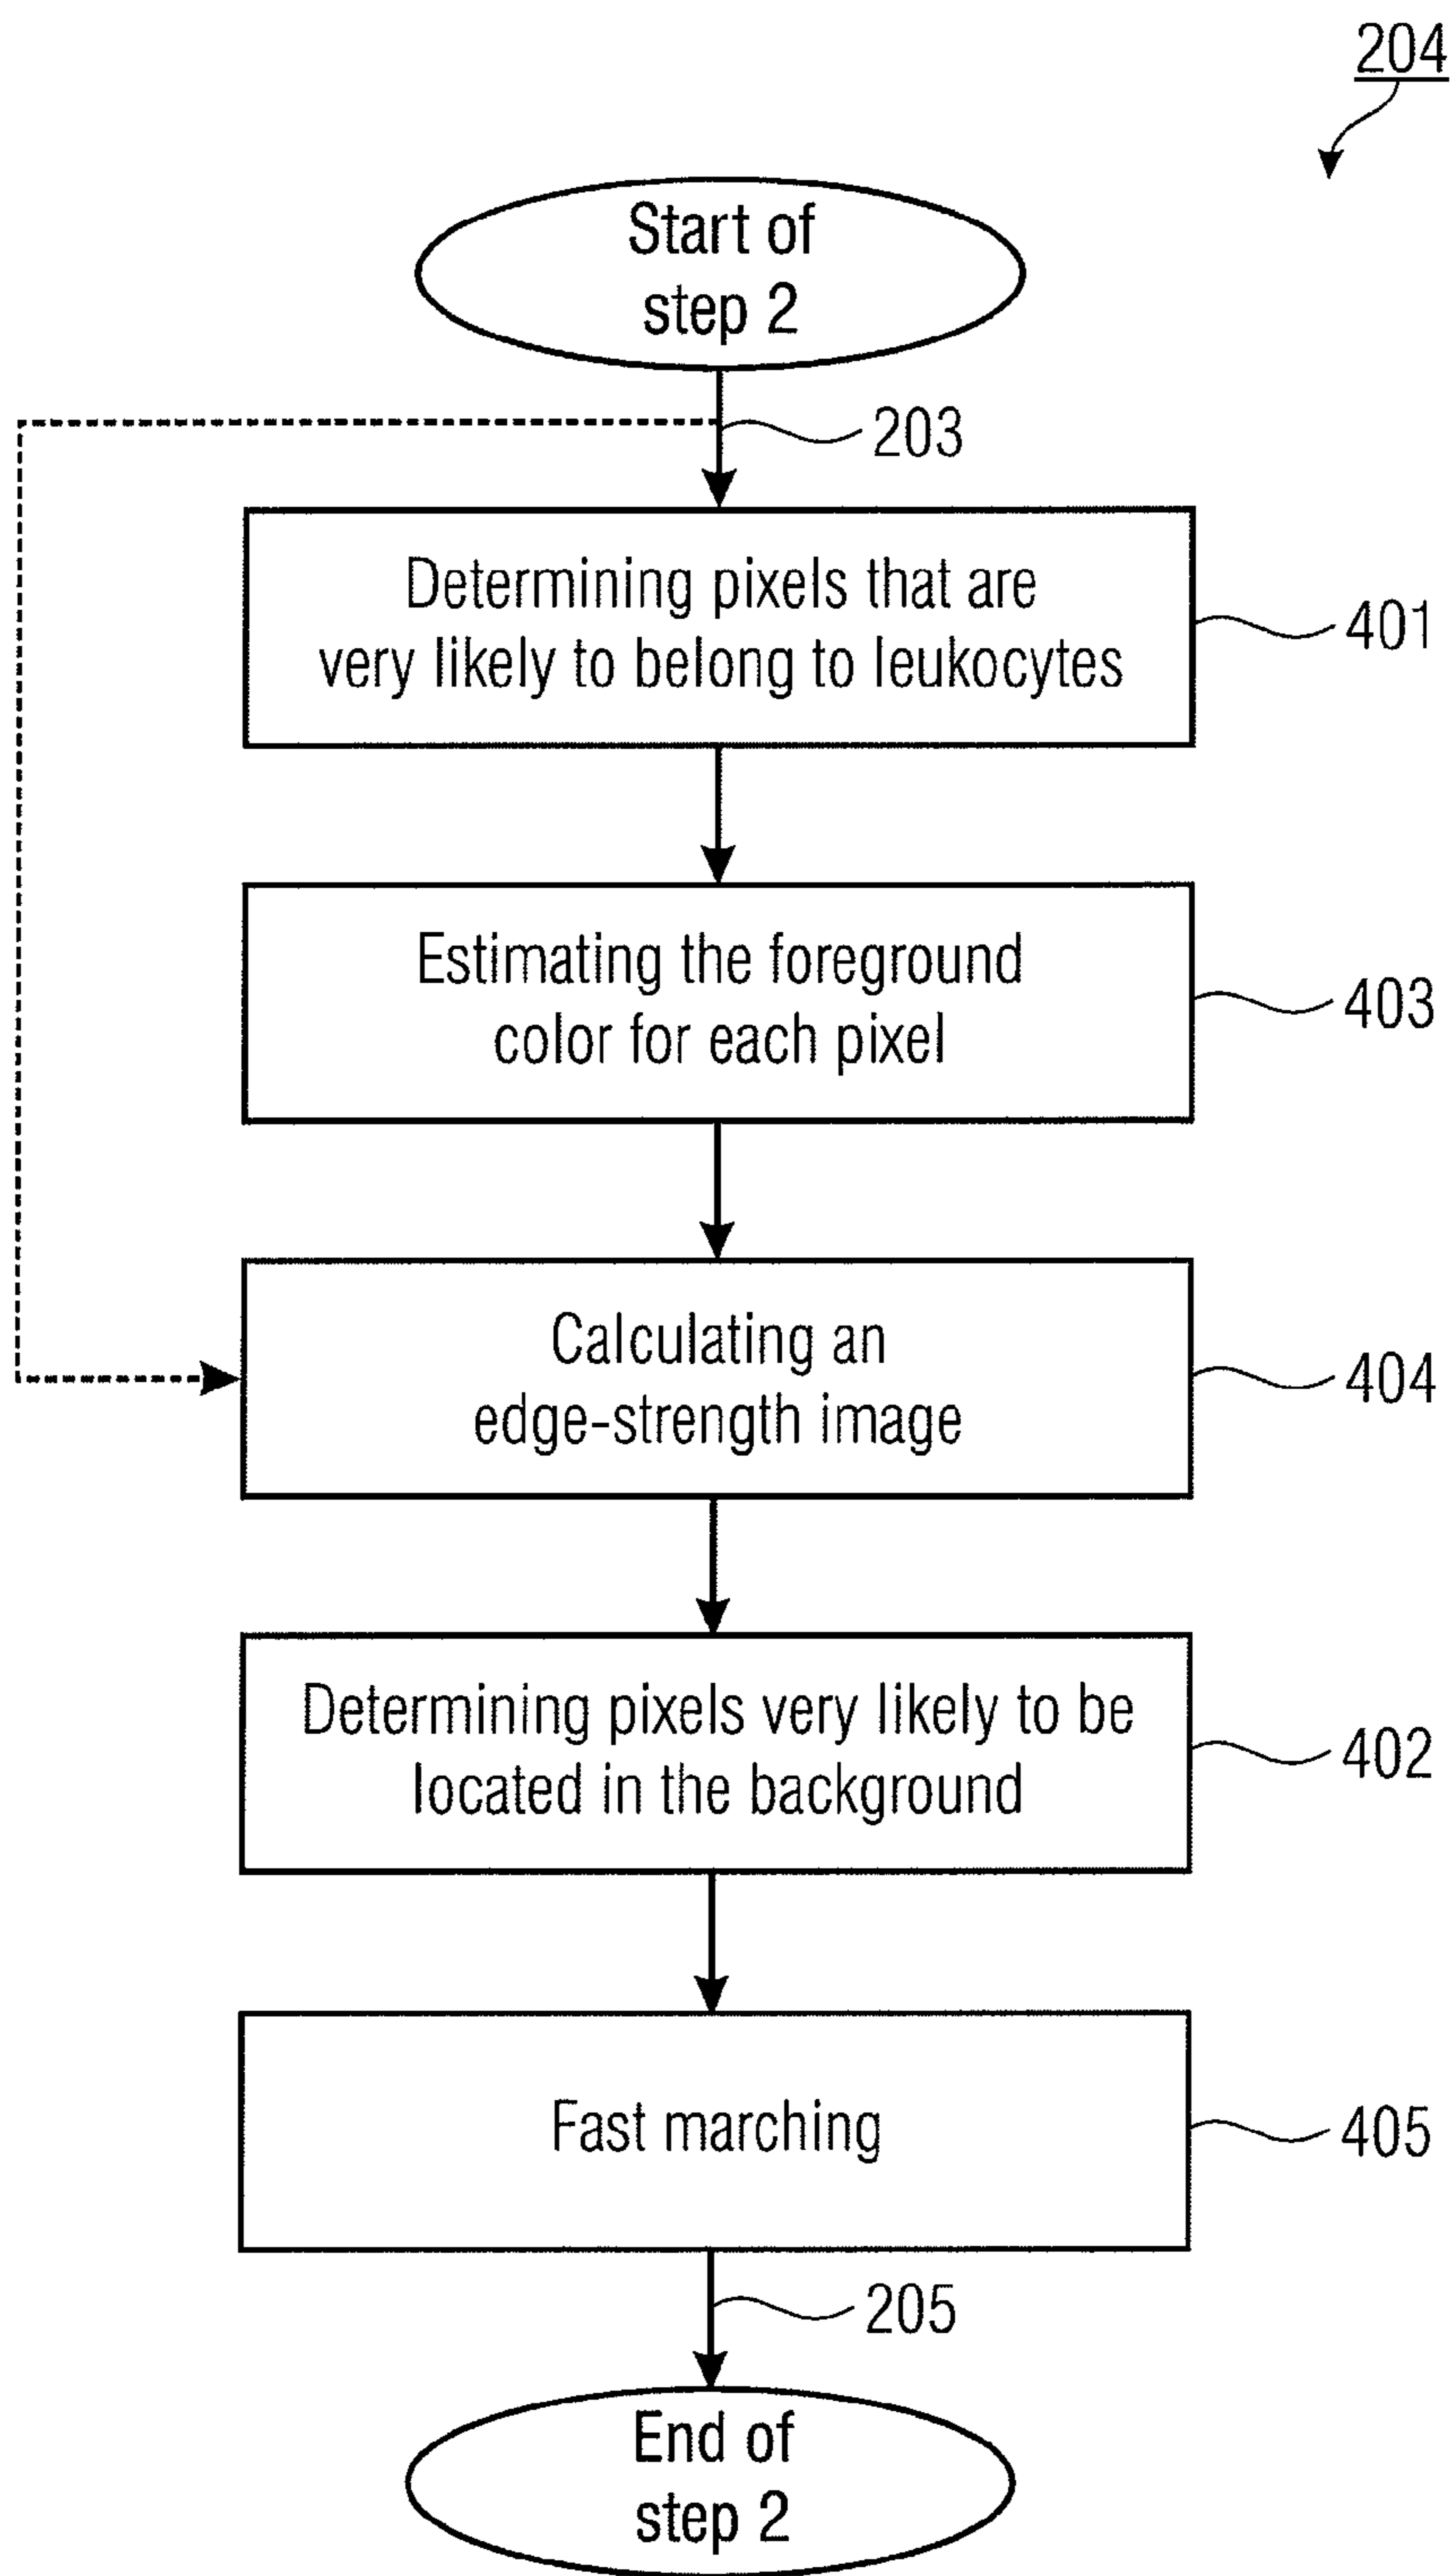 204
Start of
step 2
203
Determining pixels that are
very likely to belong to leukocytes
401
Estimating the foreground
color for each pixel
403
Calculating an
edge-strength image
404
Determining pixels very likely to be
located in the background
402
Fast marching
405
205
End of
step 2